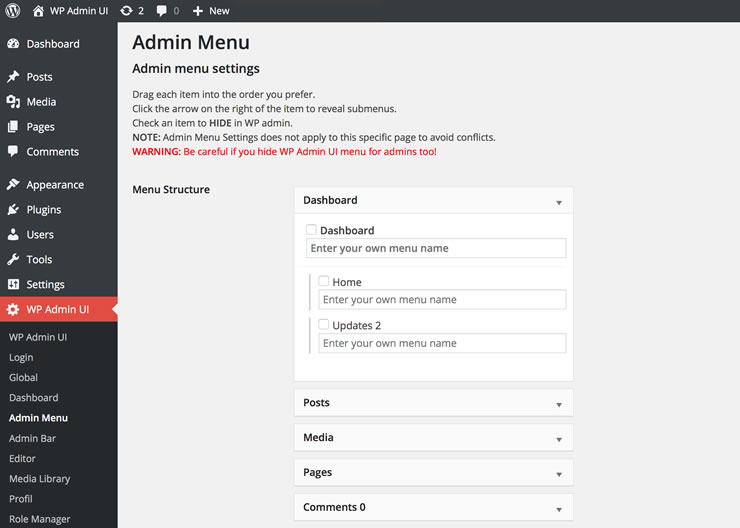 WP Admin UI 2 0 New
Dashboard
Posts
Media
Pages
Comments
Appearance
Plugins
Users
Tools
Settings
WP Admin UI
WP Admin UI
Login
Global
Dashboard
Admin Menu
Admin Bar
Editor
Media Library
Profil
Role Manager
Admin Menu
Admin menu settings
Drag each item into the order you prefer.
Click the arrow on the right of the item to reveal submenus.
Check an item to HIDE in WP admin.
NOTE: Admin Menu Settings does not apply to this specific page to avoid conflicts.
WARNING: Be careful if you hide WP Admin UI menu for admins too!
Menu Structure
Dashboard
Dashboard
Enter your own menu name
Home
Enter your own menu name
Updates 2
Enter your own menu name
Posts
Media
Pages
Comments 0